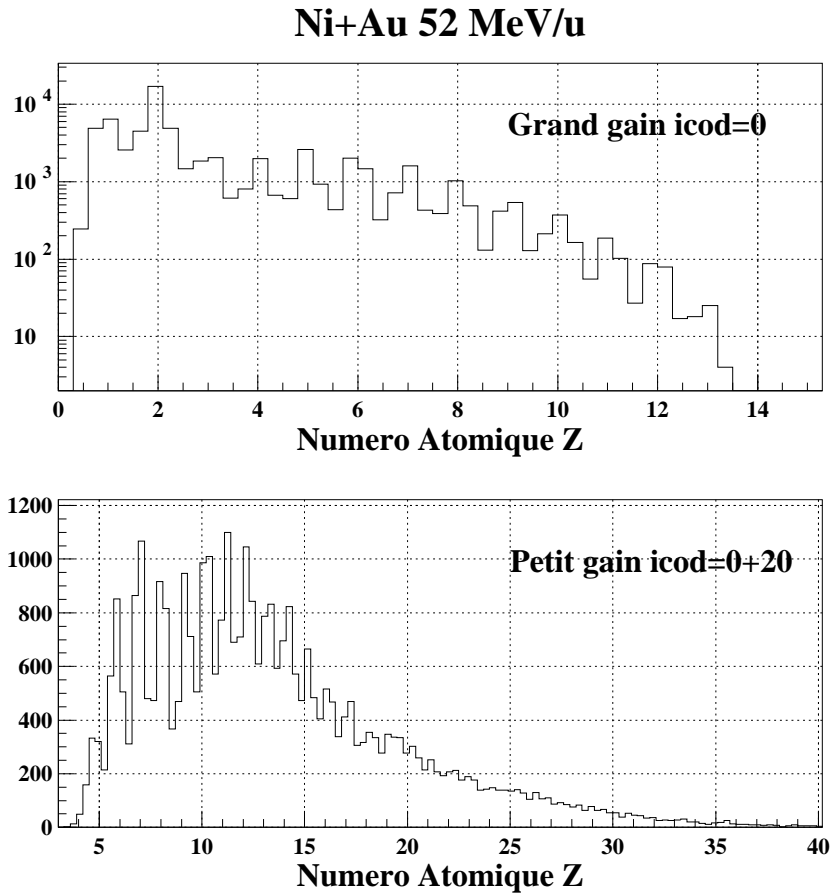 Ni+Au 52 MeV/u
10^4
Grand gain icod=0
10^3
10^2
10
0 2 4 6 8 10 12 14
Numero Atomique Z
1200
1000
Petit gain icod=0+20
800
600
400
200
0
5 10 15 20 25 30 35 40
Numero Atomique Z